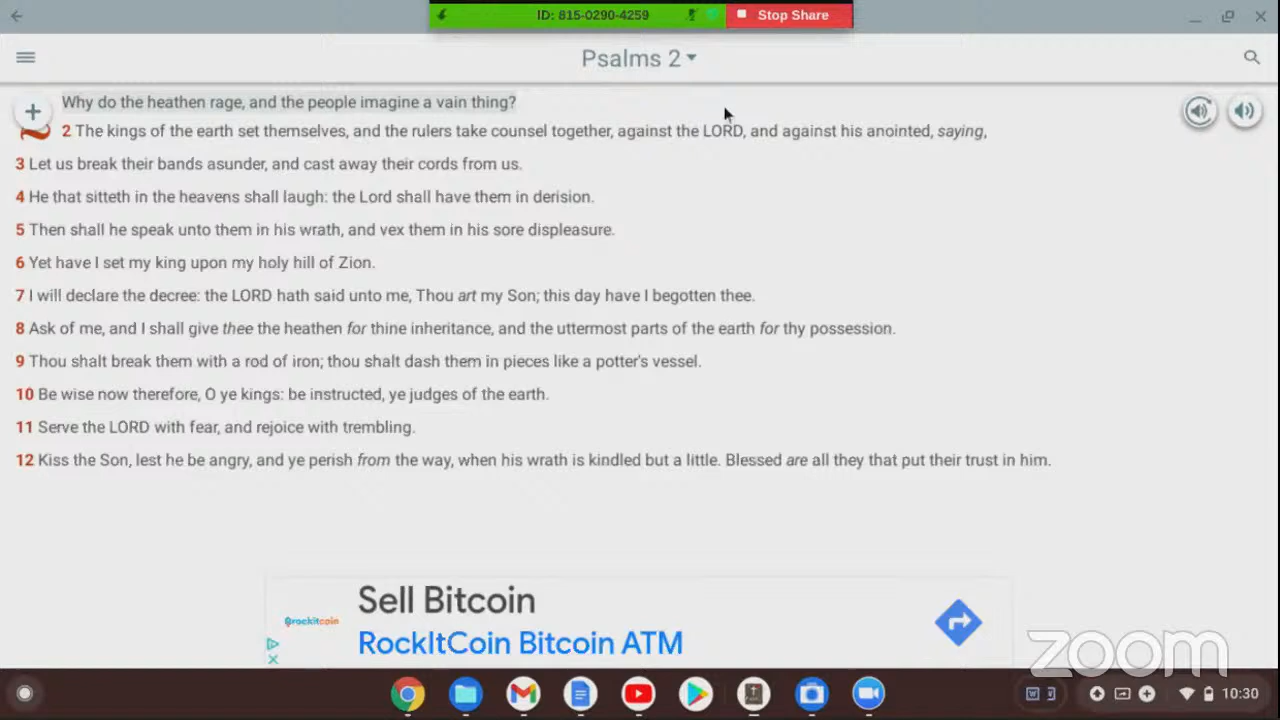 ID: 815-0290-4259
Stop Share
Psalms 2
Why do the heathen rage, and the people imagine a vain thing?
2 The kings of the earth set themselves, and the rulers take counsel together, against the LORD, and against his anointed, saying,
3 Let us break their bands asunder, and cast away their cords from us.
4 He that sitteth in the heavens shall laugh: the Lord shall have them in derision.
5 Then shall he speak unto them in his wrath, and vex them in his sore displeasure.
6 Yet have I set my king upon my holy hill of Zion.
7 I will declare the decree: the LORD hath said unto me, Thou art my Son; this day have I begotten thee.
8 Ask of me, and I shall give thee the heathen for thine inheritance, and the uttermost parts of the earth for thy possession.
9 Thou shalt break them with a rod of iron; thou shalt dash them in pieces like a potter's vessel.
10 Be wise now therefore, O ye kings: be instructed, ye judges of the earth.
11 Serve the LORD with fear, and rejoice with trembling.
12 Kiss the Son, lest he be angry, and ye perish from the way, when his wrath is kindled but a little. Blessed are all they that put their trust in him.
Sell Bitcoin
rockitcoin
RockItCoin Bitcoin ATM
zoom
10:30